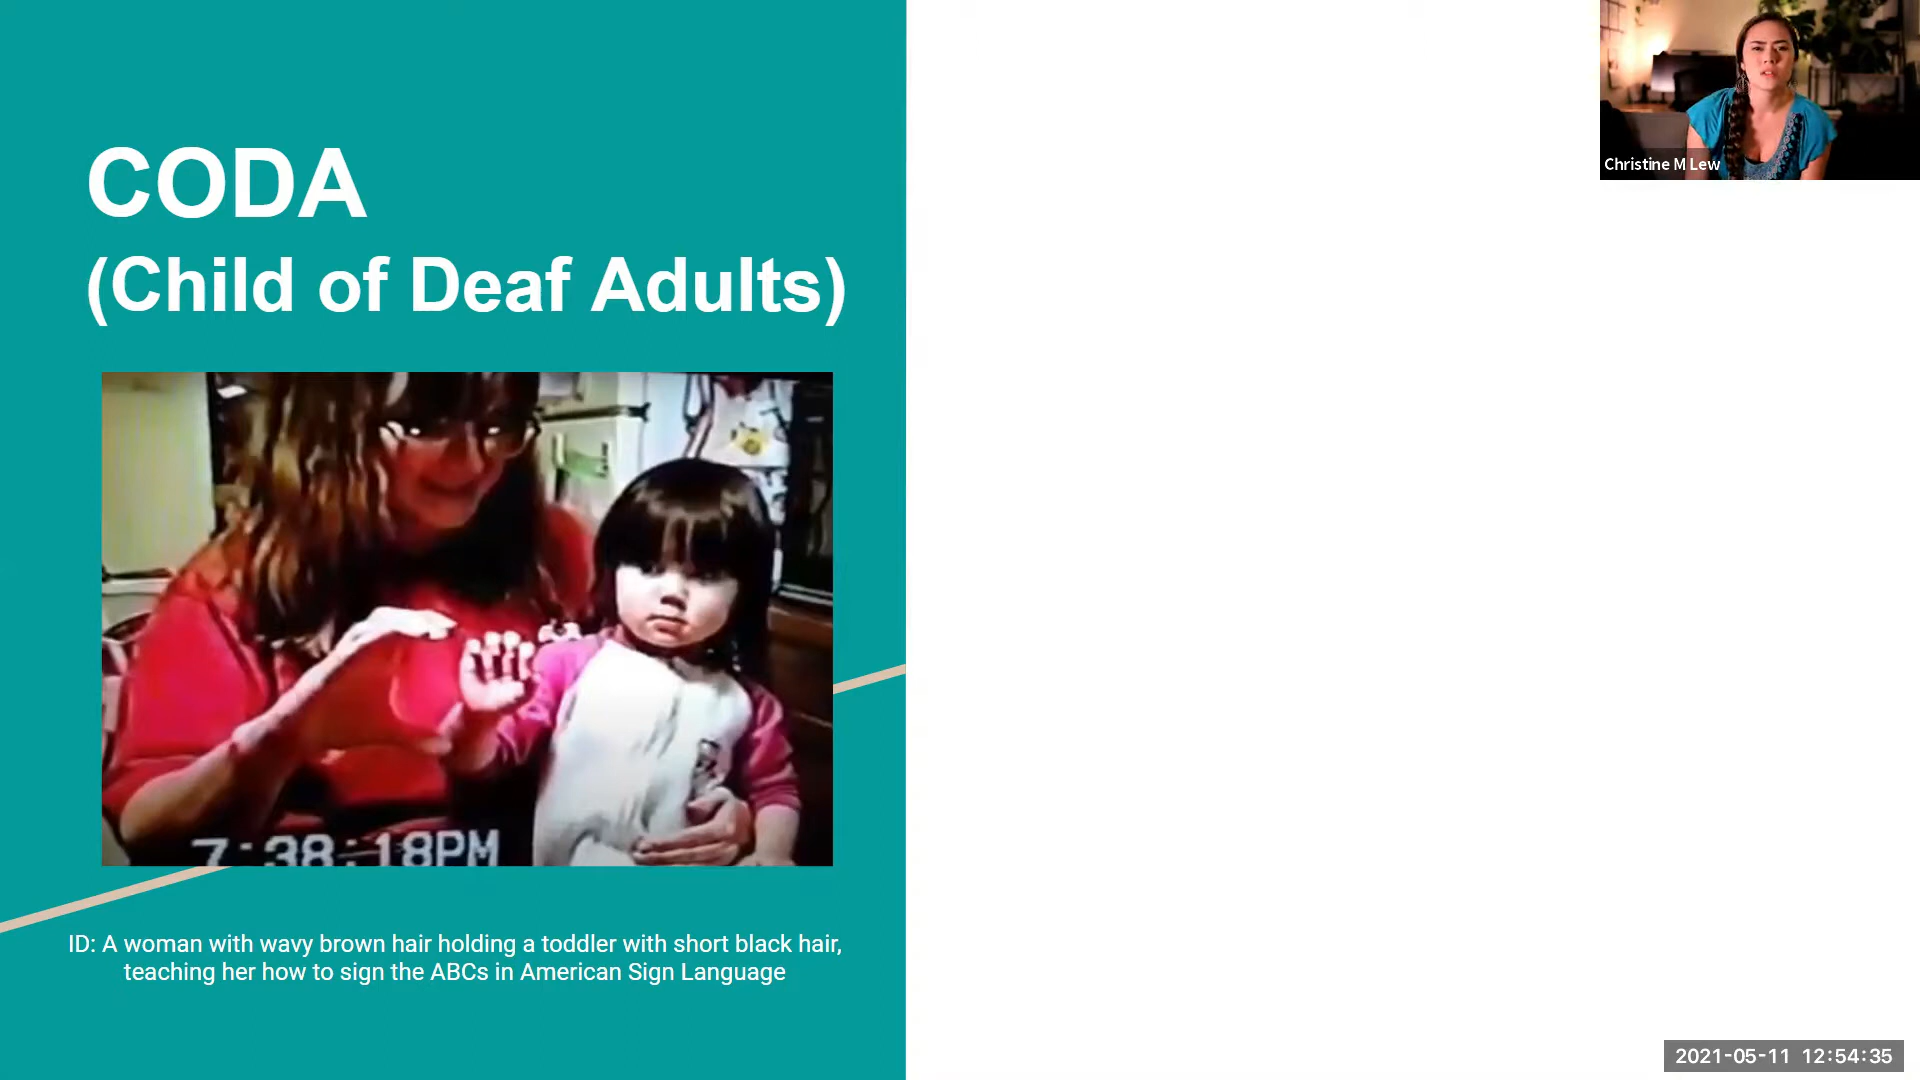 CODA
(Child of Deaf Adults)
7:38:18PM
ID: A woman with wavy brown hair holding a toddler with short black hair,
teaching her how to sign the ABCs in American Sign Language
Christine M Lew
2021-05-11 12:54:35